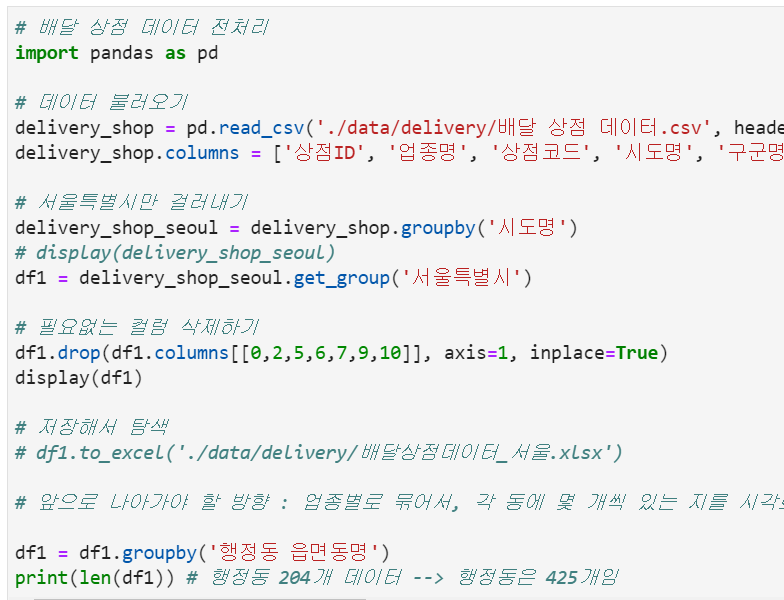 # 배달 상점 데이터 전처리
import pandas as pd
# 데이터 불러오기
delivery_shop = pd.read_csv('./data/delivery/배달 상점 데이터.csv', heade
delivery_shop.columns = ['상점ID', '업종명', '상점코드', '시도명', '구군명
# 서울특별시만 걸러내기
delivery_shop_seoul = delivery_shop.groupby('시도명')
# display(delivery_shop_seoul)
df1 = delivery_shop_seoul.get_group('서울특별시')
# 필요없는 컬럼 삭제하기
df1.drop(df1.columns[[0,2,5,6,7,9,10]], axis=1, inplace=True)
display(df1)
# 저장해서 탐색
# df1.to_excel('./data/delivery/배달상점데이터_서울.xlsx')
# 앞으로 나아가야 할 방향 : 업종별로 묶어서, 각 동에 몇 개씩 있는 지를 시각
df1 = df1.groupby('행정동 읍면동명')
print(len(df1)) # 행정동 204개 데이터 --> 행정동은 425개임